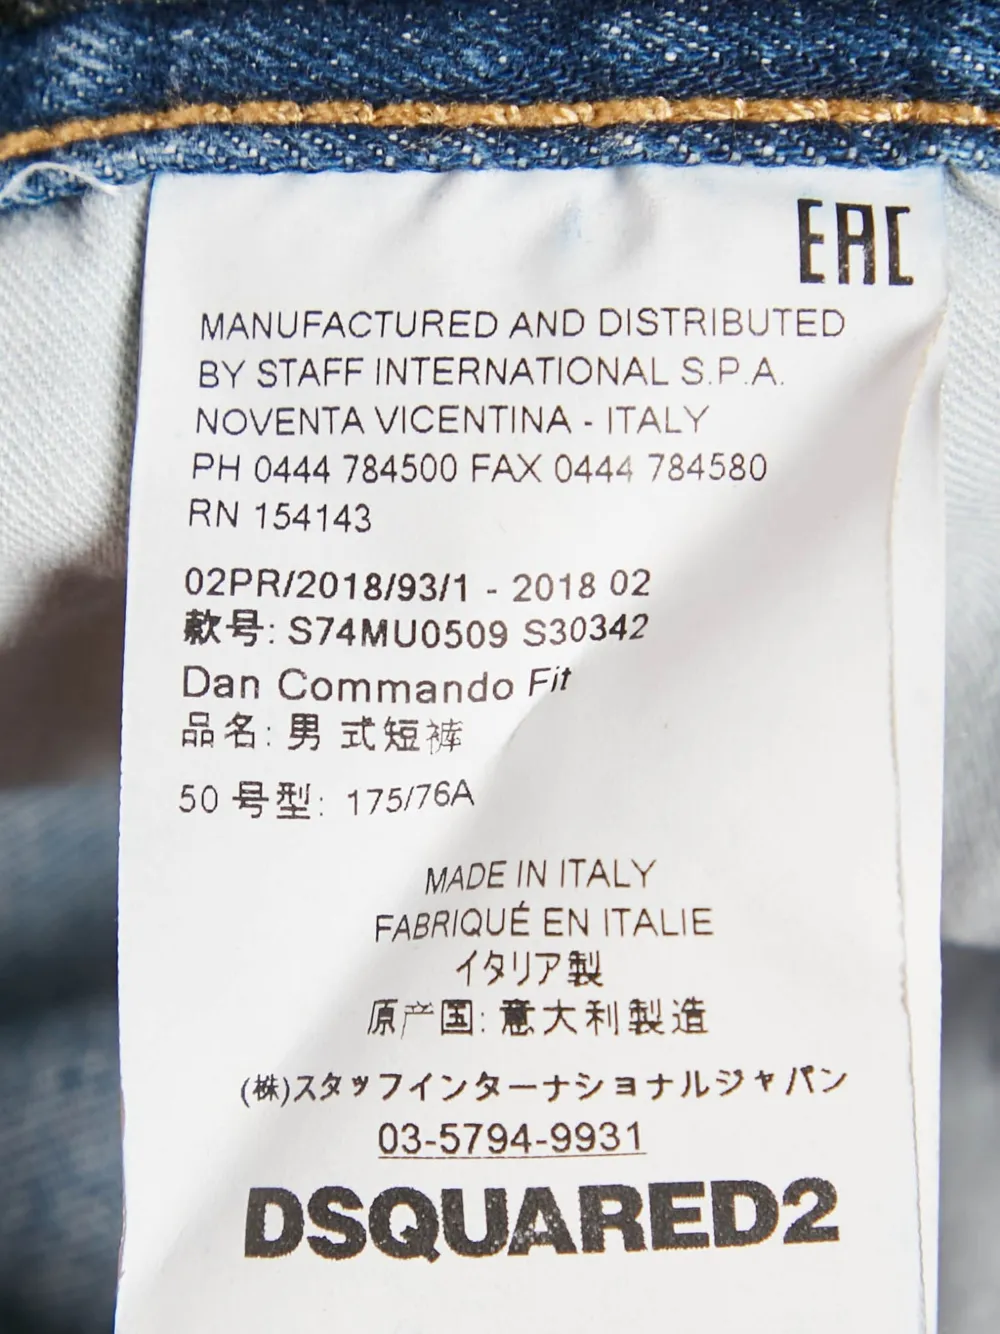 EAC
MANUFACTURED AND DISTRIBUTED
BY STAFF INTERNATIONAL S.P.A.
NOVENTA VICENTINA - ITALY
PH 0444 784500 FAX 0444 784580
RN 154143
02PR/2018/93/1 - 2018 02
款号: S74MU0509 S30342
Dan Commando Fit
品名: 男 式短裤
50 号型: 175/76A
MADE IN ITALY
FABRIQUÉ EN ITALIE
イタリア製
原产国: 意大利製造
(株)スタッフインターナショナルジャパン
03-5794-9931
DSQUARED2